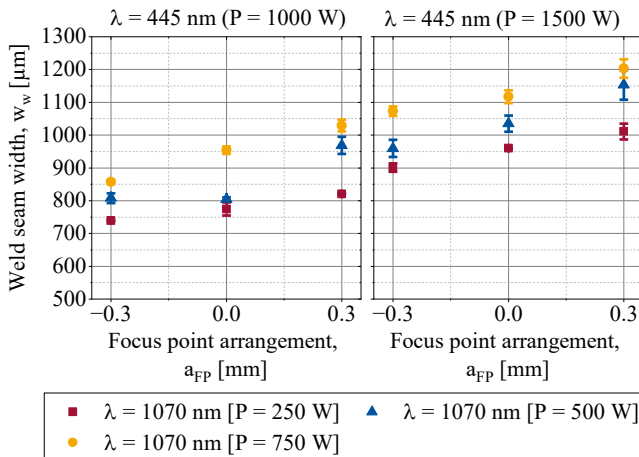 λ = 445 nm (P = 1000 W) λ = 445 nm (P = 1500 W)
Weld seam width, w_w [µm]
1300
1200
1100
1000
900
800
700
600
500
−0.3 0.0 0.3 −0.3 0.0 0.3
Focus point arrangement, Focus point arrangement,
a_FP [mm] a_FP [mm]
λ = 1070 nm [P = 250 W] λ = 1070 nm [P = 500 W]
λ = 1070 nm [P = 750 W]